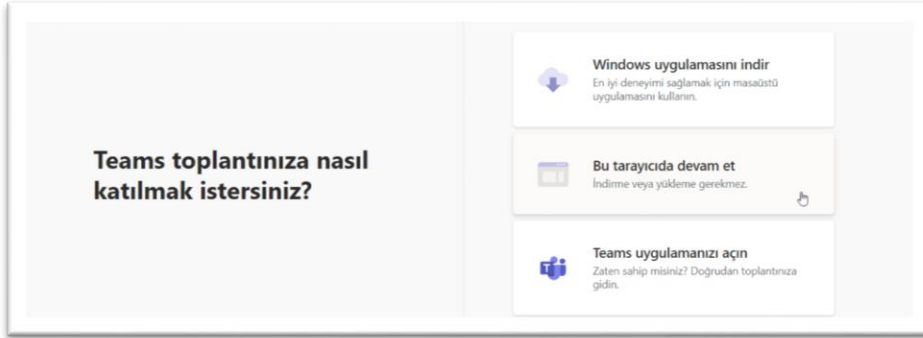 Teams toplantınıza nasıl
katılmak istersiniz?
Windows uygulamasını indir
En iyi deneyimi sağlamak için masaüstü
uygulamasını kullanın.
Bu tarayıcıda devam et
İndirme veya yükleme gerekmez.
Teams uygulamanızı açın
Zaten sahip misiniz? Doğrudan toplantınıza
gidin.